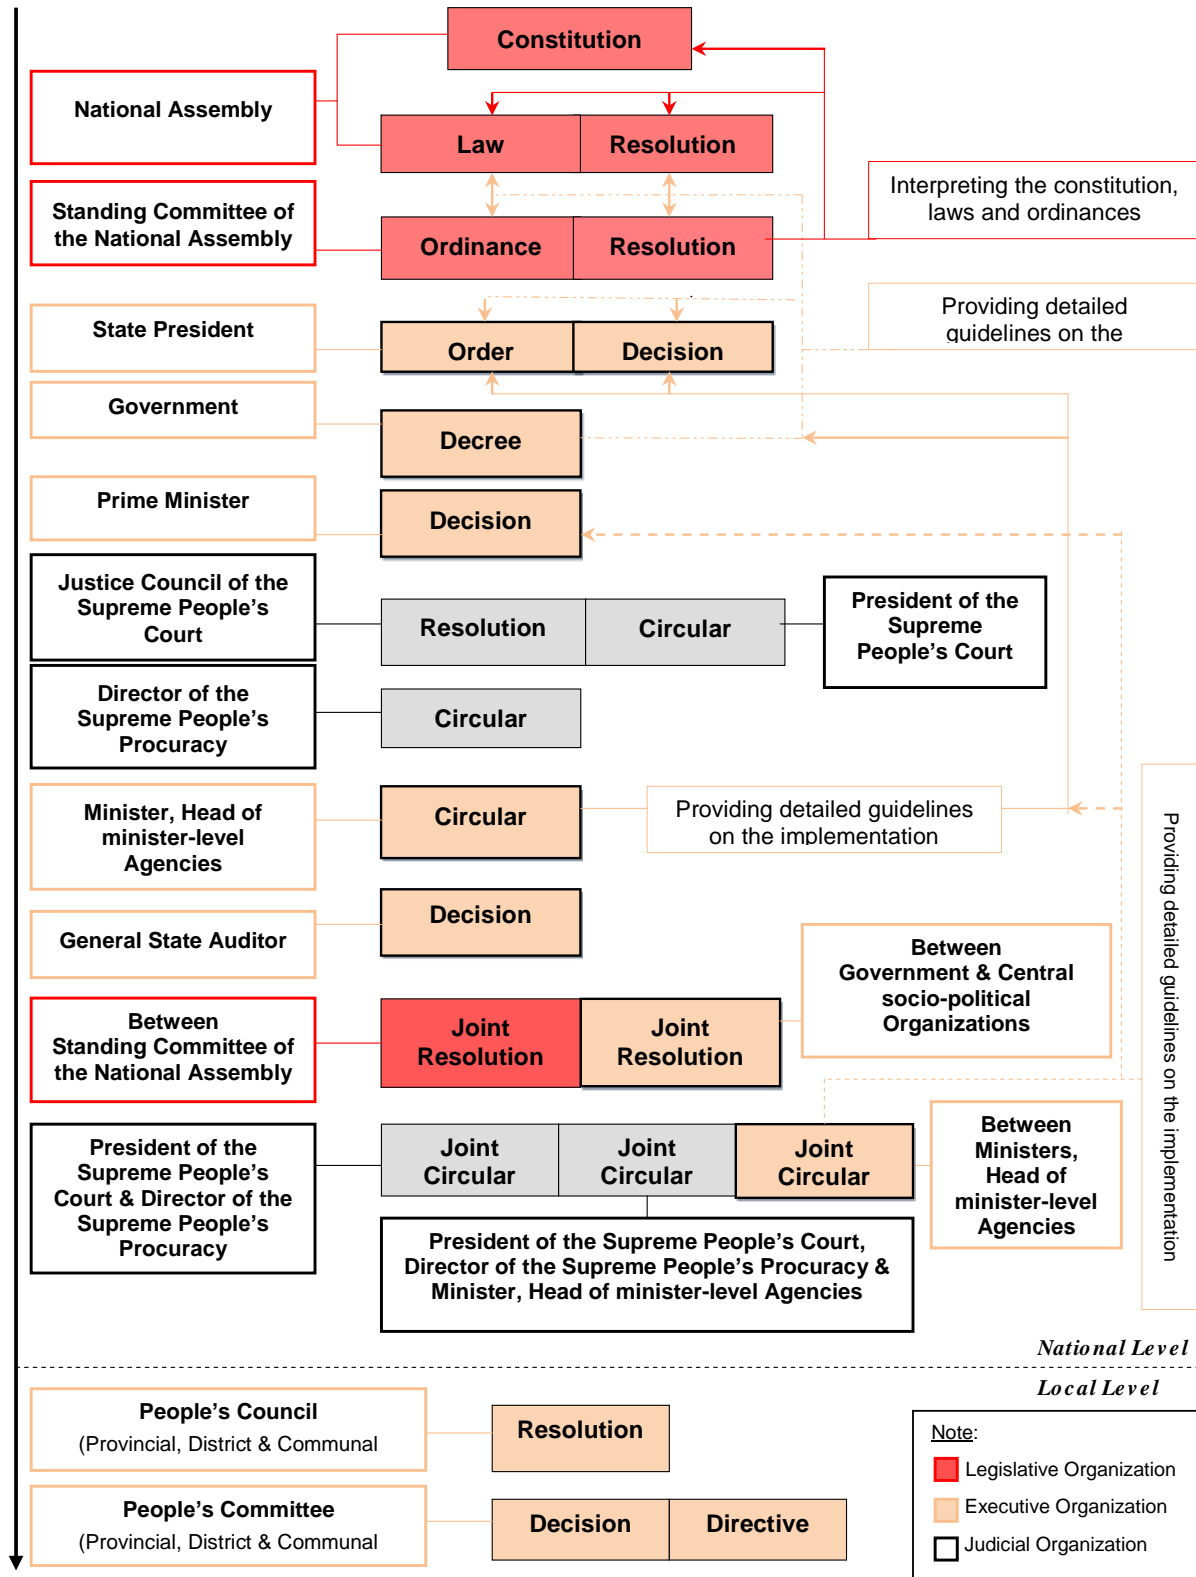 Constitution
National Assembly
Law
Resolution
Interpreting the constitution,
laws and ordinances
Standing Committee of
the National Assembly
Ordinance
Resolution
Providing detailed
guidelines on the
State President
Order
Decision
Government
Decree
Prime Minister
Decision
Justice Council of the
Supreme People’s
Court
Resolution
Circular
President of the
Supreme
People’s Court
Director of the
Supreme People’s
Procuracy
Circular
Minister, Head of
minister-level
Agencies
Circular
Providing detailed guidelines
on the implementation
Providing detailed guidelines on the implementation
General State Auditor
Decision
Between
Government & Central
socio-political
Organizations
Between
Standing Committee of
the National Assembly
Joint
Resolution
Joint
Resolution
President of the
Supreme People’s
Court & Director of the
Supreme People’s
Procuracy
Joint
Circular
Joint
Circular
Joint
Circular
Between
Ministers,
Head of
minister-level
Agencies
President of the Supreme People’s Court,
Director of the Supreme People’s Procuracy &
Minister, Head of minister-level Agencies
National Level
Local Level
People’s Council
(Provincial, District & Communal
Resolution
People’s Committee
(Provincial, District & Communal
Decision
Directive
Note:
Legislative Organization
Executive Organization
Judicial Organization